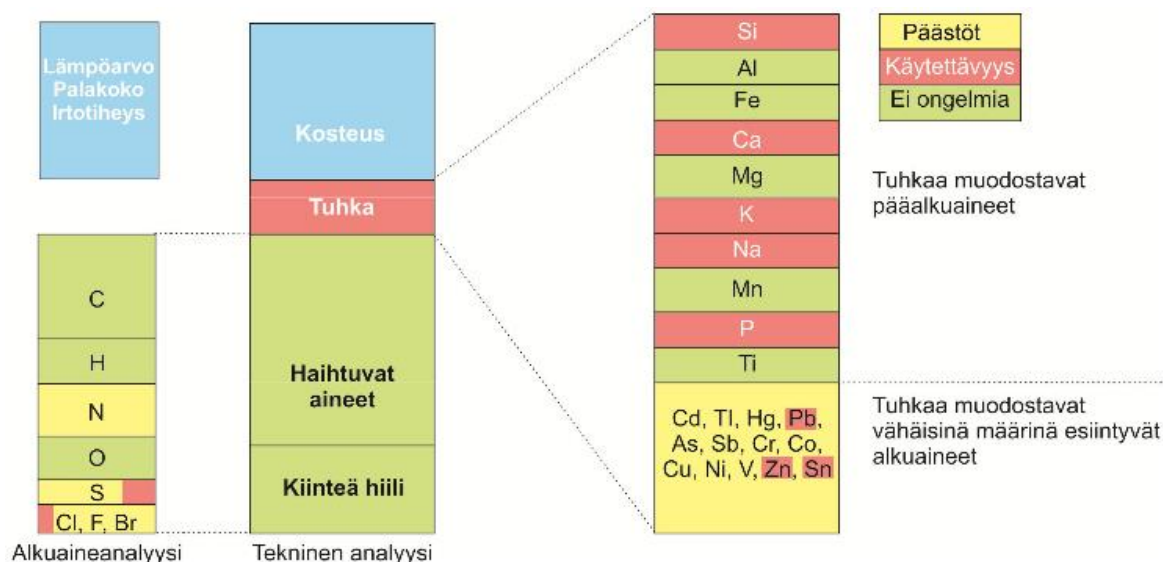 Lämpöarvo
Palakoko
Irtotiheys
C
H
N
O
S
Cl, F, Br
Alkuaineanalyysi
Kosteus
Tuhka
Haihtuvat
aineet
Kiinteä hiili
Tekninen analyysi
Si
Al
Fe
Ca
Mg
K
Na
Mn
P
Ti
Cd, Tl, Hg, Pb,
As, Sb, Cr, Co,
Cu, Ni, V, Zn, Sn
Päästöt
Käytettävyys
Ei ongelmia
Tuhkaa muodostavat
pääalkuaineet
Tuhkaa muodostavat
vähäisinä määrinä esiintyvät
alkuaineet